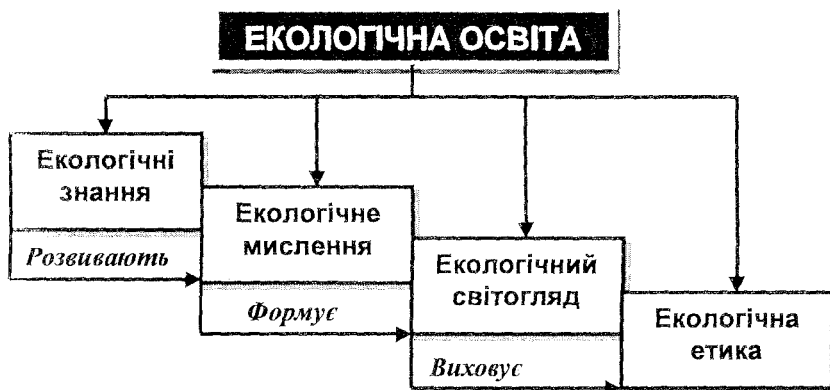 ЕКОЛОГІЧНА ОСВІТА
Екологічні
знання
Розвивають
Екологічне
мислення
Формує
Екологічний
світогляд
Виховує
Екологічна
етика